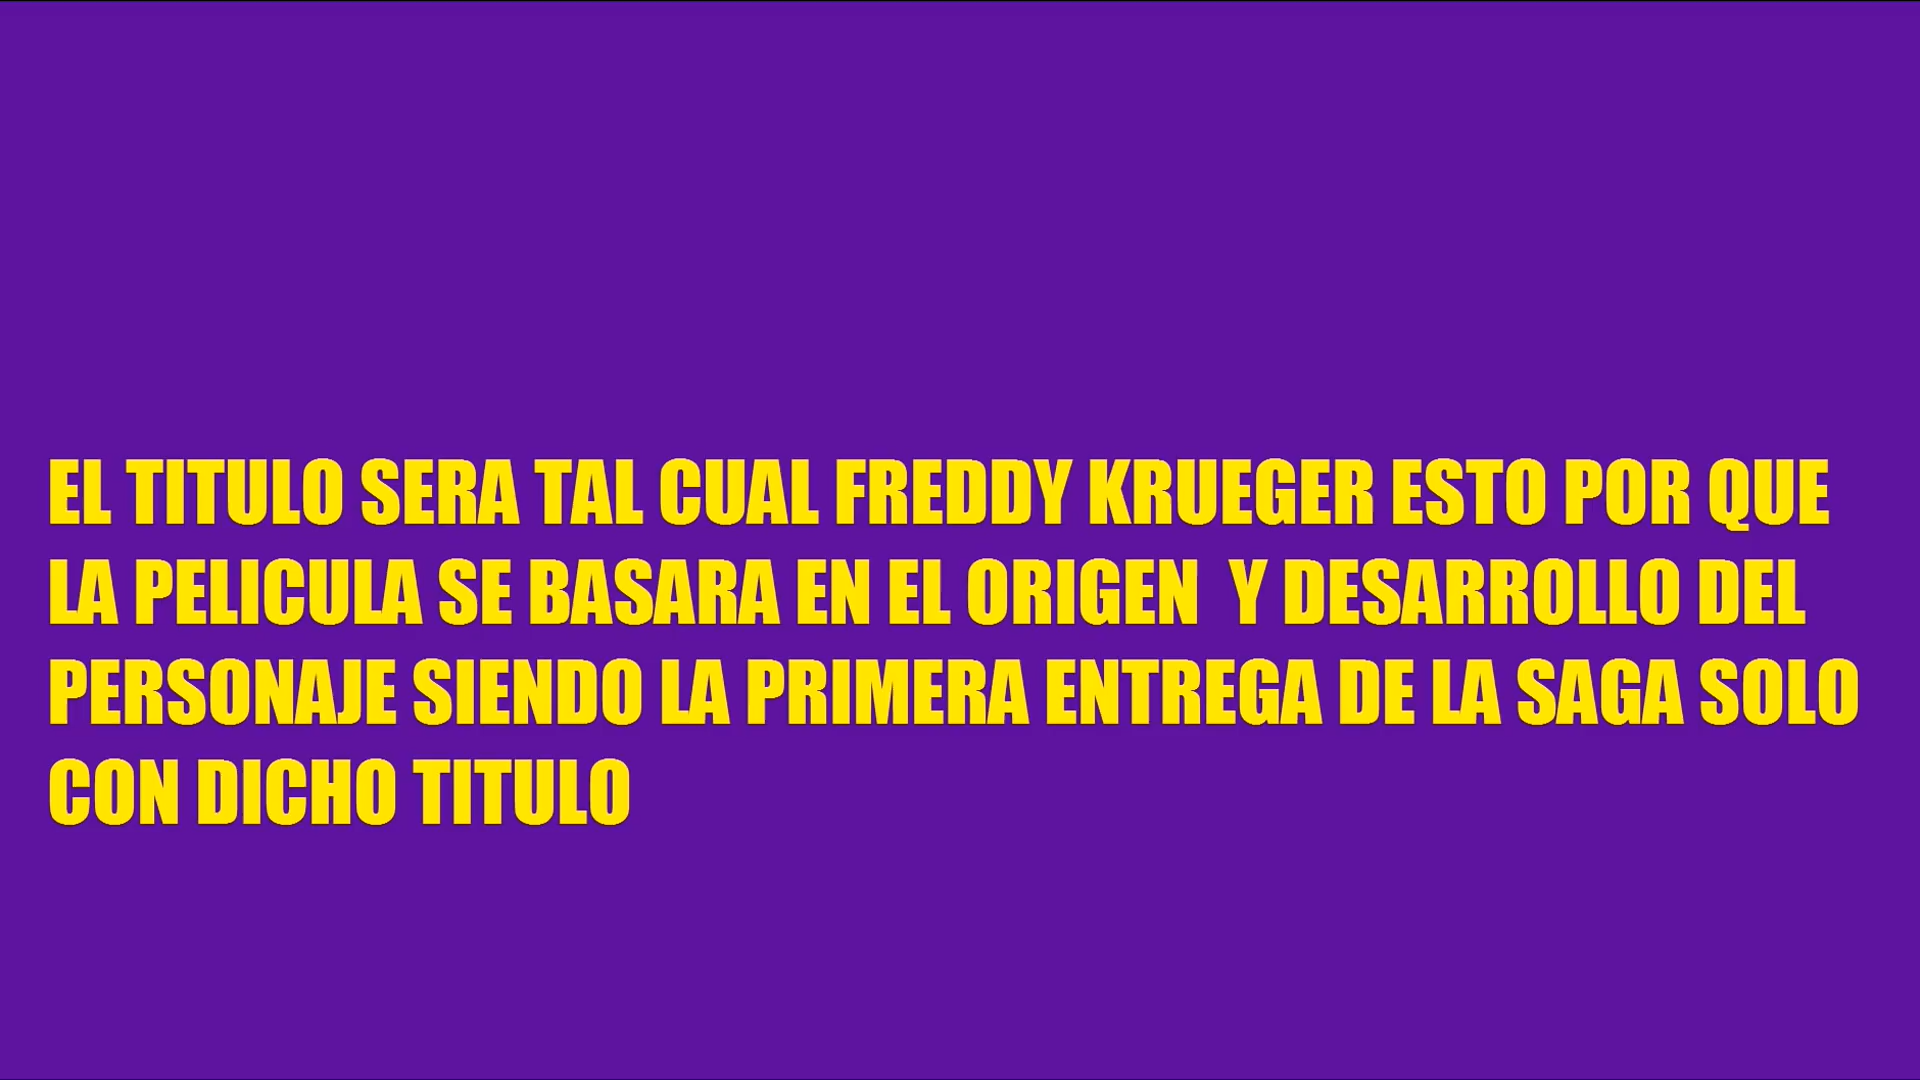 EL TITULO SERA TAL CUAL FREDDY KRUEGER ESTO POR QUE
LA PELICULA SE BASARA EN EL ORIGEN  Y DESARROLLO DEL
PERSONAJE SIENDO LA PRIMERA ENTREGA DE LA SAGA SOLO
CON DICHO TITULO